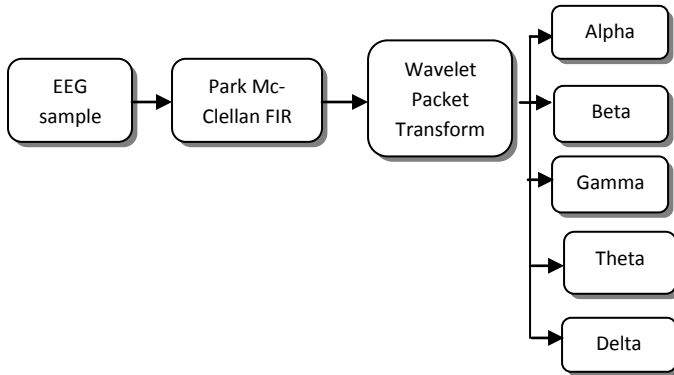 EEG
sample
Park Mc-
Clellan FIR
Wavelet
Packet
Transform
Alpha
Beta
Gamma
Theta
Delta